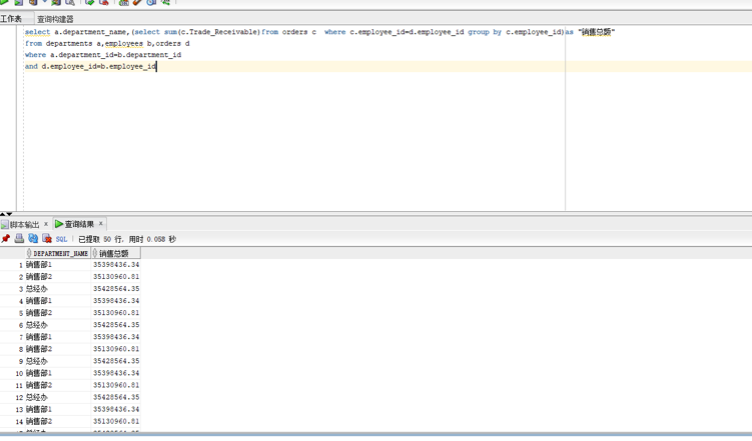 工作表 查询构建器
select a.department_name,(select sum(c.Trade_Receivable)from orders c  where c.employee_id=d.employee_id group by c.employee_id)as "销售总额"
from departments a,employees b,orders d
where a.department_id=b.department_id
and d.employee_id=b.employee_id
脚本输出 x 查询结果 x
SQL 已提取 50 行, 用时 0.058 秒
DEPARTMENT_NAME 销售总额
1 销售部1 35398436.34
2 销售部2 35130960.81
3 总经办 35428564.35
4 销售部1 35398436.34
5 销售部2 35130960.81
6 总经办 35428564.35
7 销售部1 35398436.34
8 销售部2 35130960.81
9 总经办 35428564.35
10 销售部1 35398436.34
11 销售部2 35130960.81
12 总经办 35428564.35
13 销售部1 35398436.34
14 销售部2 35130960.81